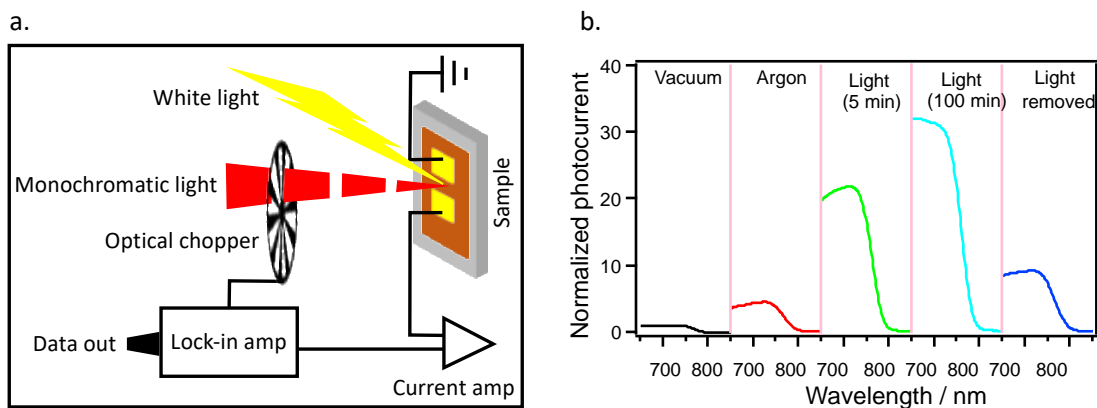 a.
White light
Monochromatic light
Optical chopper
Sample
Data out
Lock-in amp
Current amp
b.
Normalized photocurrent
40
30
20
10
0
Vacuum
Argon
Light
(5 min)
Light
(100 min)
Light
removed
700 800 700 800 700 800 700 800 700 800
Wavelength / nm